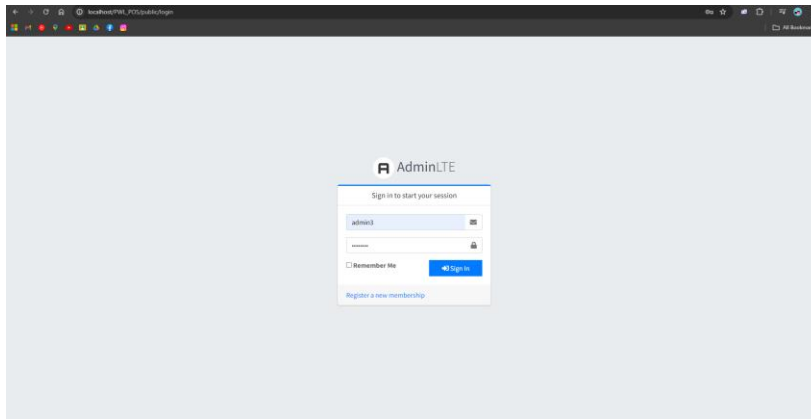 localhost/PWL_POS/public/login
All Bookmar
AdminLTE
Sign in to start your session
admin3
Remember Me
Sign In
Register a new membership